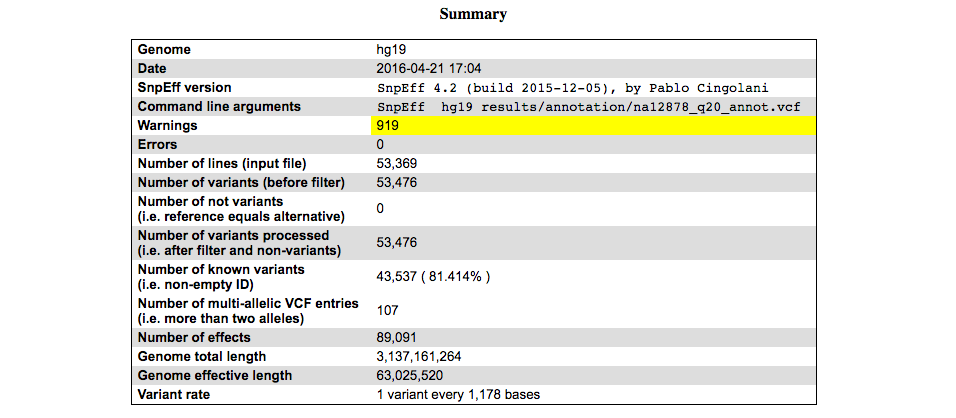 Summary
Genome hg19
Date 2016-04-21 17:04
SnpEff version SnpEff 4.2 (build 2015-12-05), by Pablo Cingolani
Command line arguments SnpEff  hg19 results/annotation/na12878_q20_annot.vcf
Warnings 919
Errors 0
Number of lines (input file) 53,369
Number of variants (before filter) 53,476
Number of not variants
(i.e. reference equals alternative) 0
Number of variants processed
(i.e. after filter and non-variants) 53,476
Number of known variants
(i.e. non-empty ID) 43,537 ( 81.414% )
Number of multi-allelic VCF entries
(i.e. more than two alleles) 107
Number of effects 89,091
Genome total length 3,137,161,264
Genome effective length 63,025,520
Variant rate 1 variant every 1,178 bases